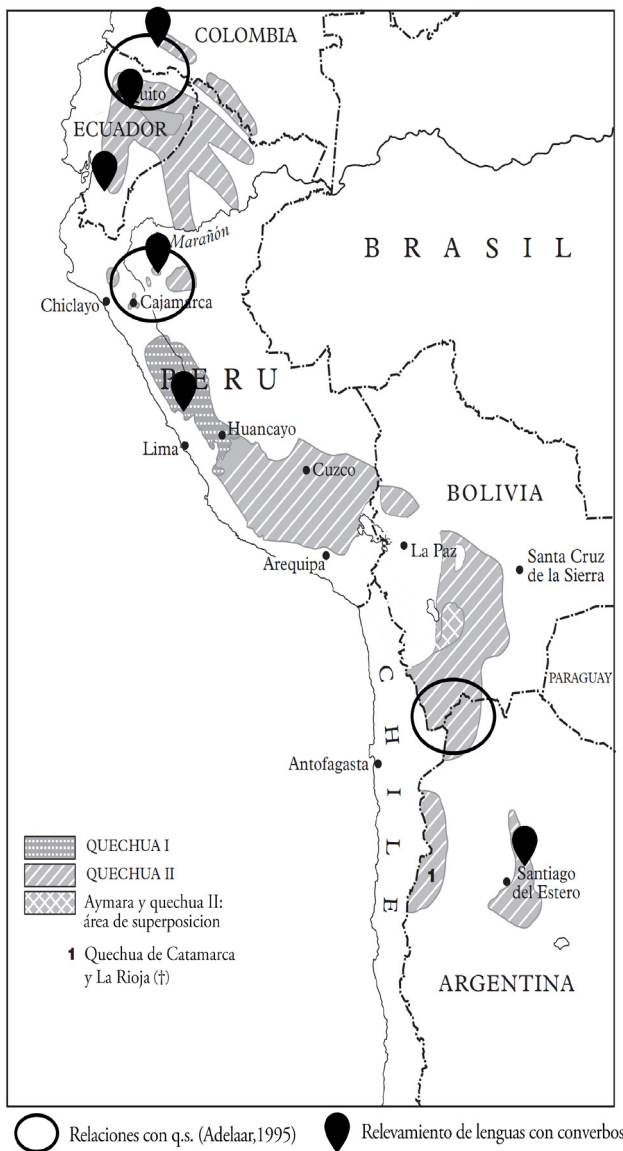 COLOMBIA
uito
ECUADOR
Marañón
BRASIL
Chiclayo
Cajamarca
PERU
Huancayo
Lima
Cuzco
BOLIVIA
La Paz
Arequipa
Santa Cruz
de la Sierra
PARAGUAY
CHILE
Antofagasta
QUECHUA I
QUECHUA II
Aymara y quechua II:
área de superposicion
1 Quechua de Catamarca
y La Rioja (†)
1
Santiago
del Estero
ARGENTINA
Relaciones con q.s. (Adelaar,1995)
Relevamiento de lenguas con converbos